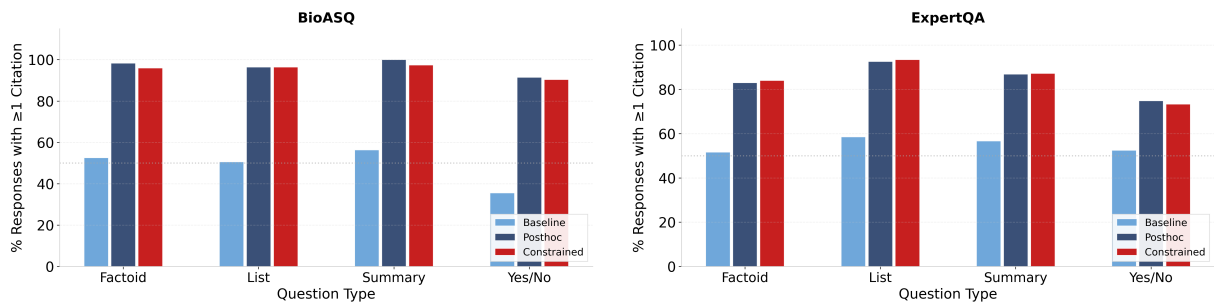 BioASQ
% Responses with ≥1 Citation
100
80
60
40
20
0
Factoid
List
Summary
Yes/No
Question Type
Baseline
Posthoc
Constrained
ExpertQA
% Responses with ≥1 Citation
100
80
60
40
20
0
Factoid
List
Summary
Yes/No
Question Type
Baseline
Posthoc
Constrained